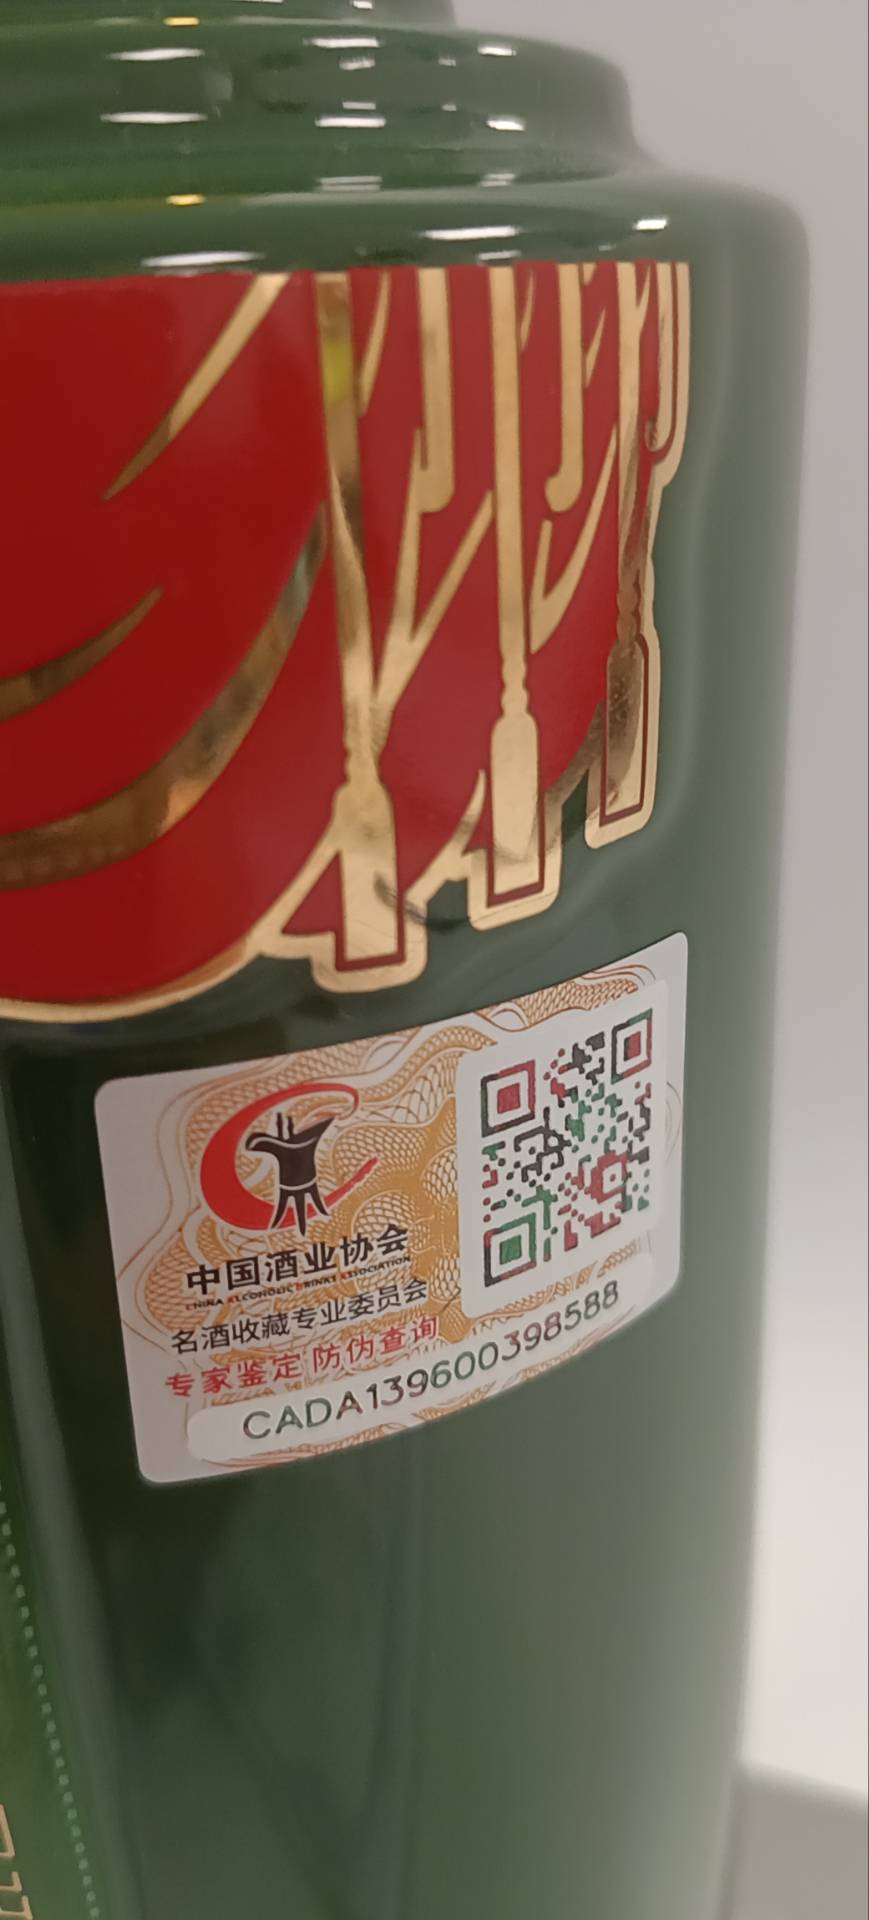 中国酒业协会
CHINA ALCOHOLIC DRINKS ASSOCIATION
名酒收藏专业委员会
专家鉴定 防伪查询
CADA139600398588